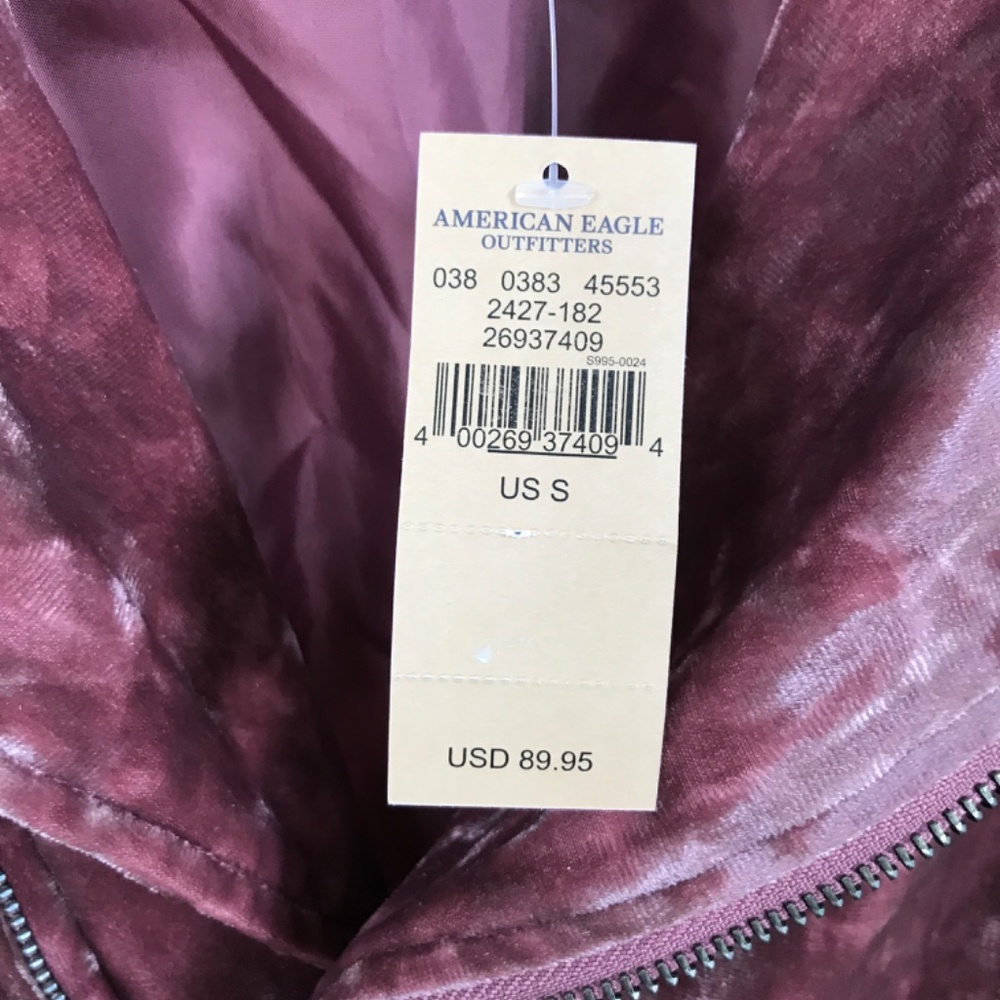 AMERICAN EAGLE
OUTFITTERS
038 0383 45553
2427-182
26937409
S995-0024
4 00269 37409 4
US S
USD 89.95